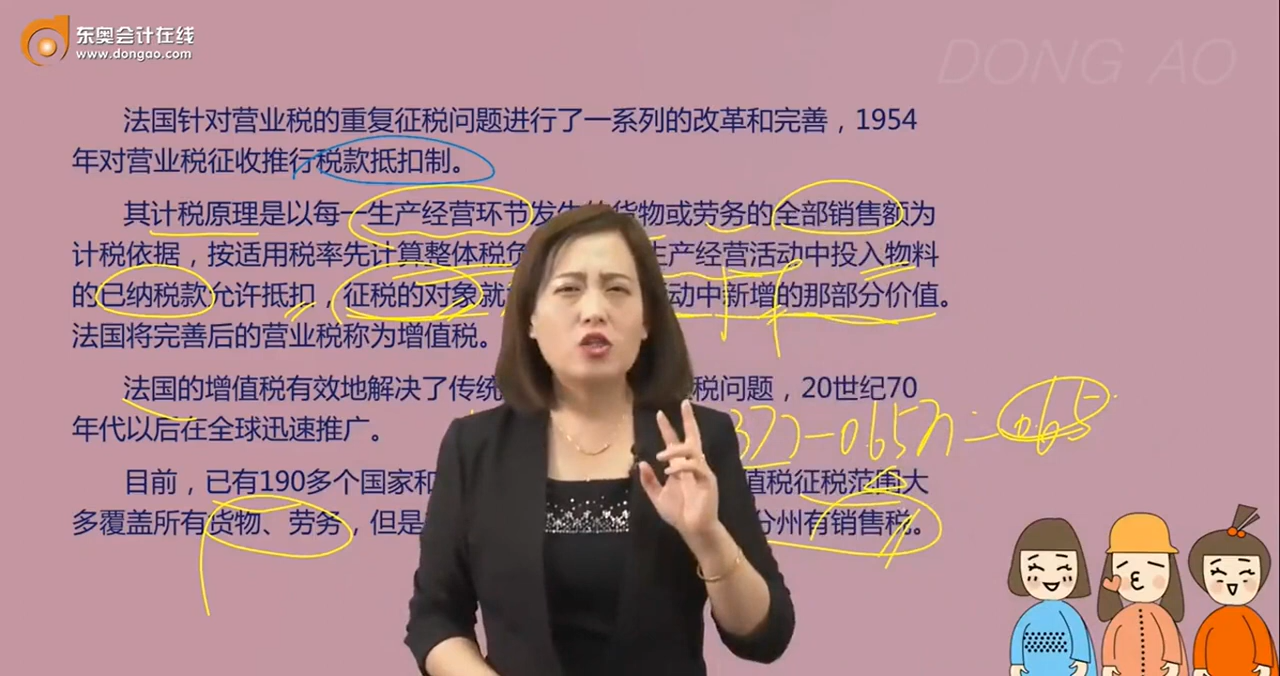 东奥会计在线
www.dongao.com
DONG AO
法国针对营业税的重复征税问题进行了一系列的改革和完善，1954
年对营业税征收推行税款抵扣制。
其计税原理是以每一生产经营环节发生 货物或劳务的全部销售额为
计税依据，按适用税率先计算整体税 生产经营活动中投入物料
的已纳税款允许抵扣，征税的对象就 动中新增的那部分价值。
法国将完善后的营业税称为增值税。
法国的增值税有效地解决了传统 税问题，20世纪70
年代以后在全球迅速推广。
目前，已有190多个国家和 值税征税范围大
多覆盖所有货物、劳务，但是 分州有销售税。